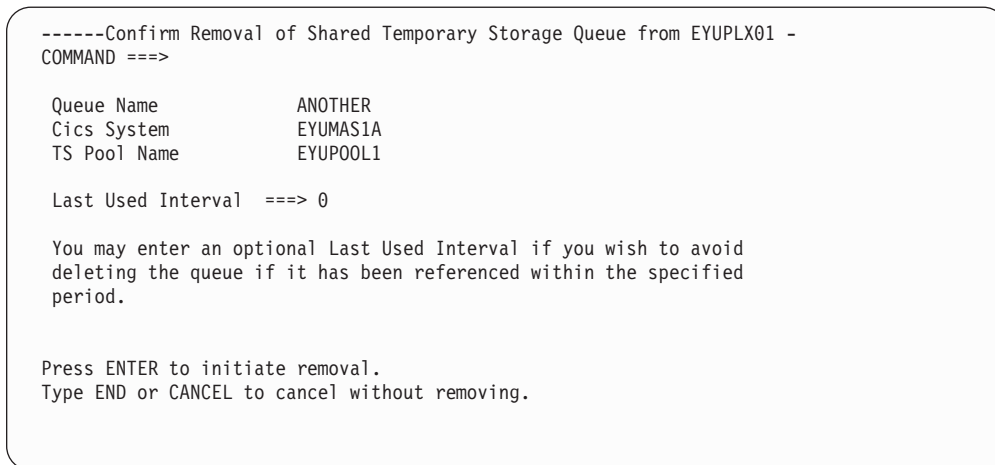 ------Confirm Removal of Shared Temporary Storage Queue from EYUPLX01 -
COMMAND ===>
Queue Name ANOTHER
Cics System EYUMAS1A
TS Pool Name EYUPOOL1
Last Used Interval ===> 0
You may enter an optional Last Used Interval if you wish to avoid
deleting the queue if it has been referenced within the specified
period.
Press ENTER to initiate removal.
Type END or CANCEL to cancel without removing.